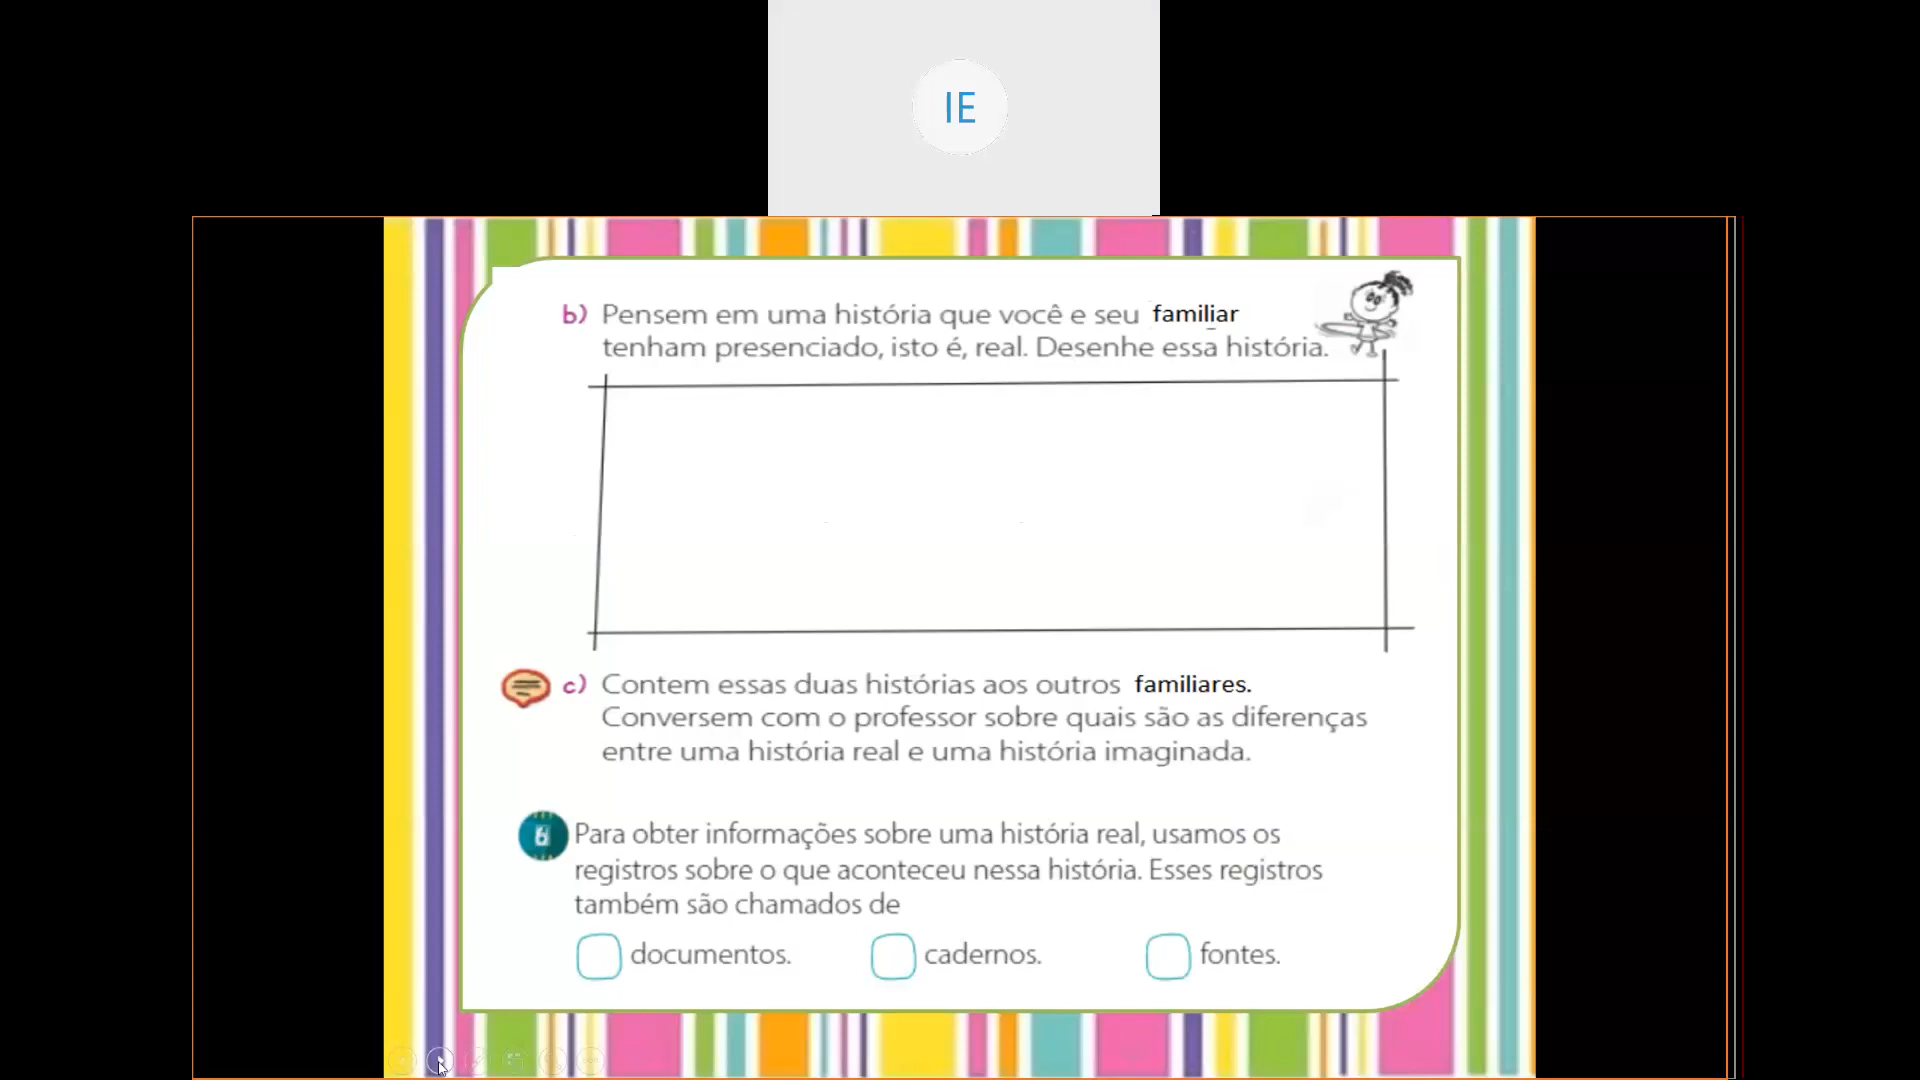 IE
b) Pensem em uma história que você e seu familiar
tenham presenciado, isto é, real. Desenhe essa história.
c) Contem essas duas histórias aos outros familiares.
Conversem com o professor sobre quais são as diferenças
entre uma história real e uma história imaginada.
6 Para obter informações sobre uma história real, usamos os
registros sobre o que aconteceu nessa história. Esses registros
também são chamados de
documentos. cadernos. fontes.